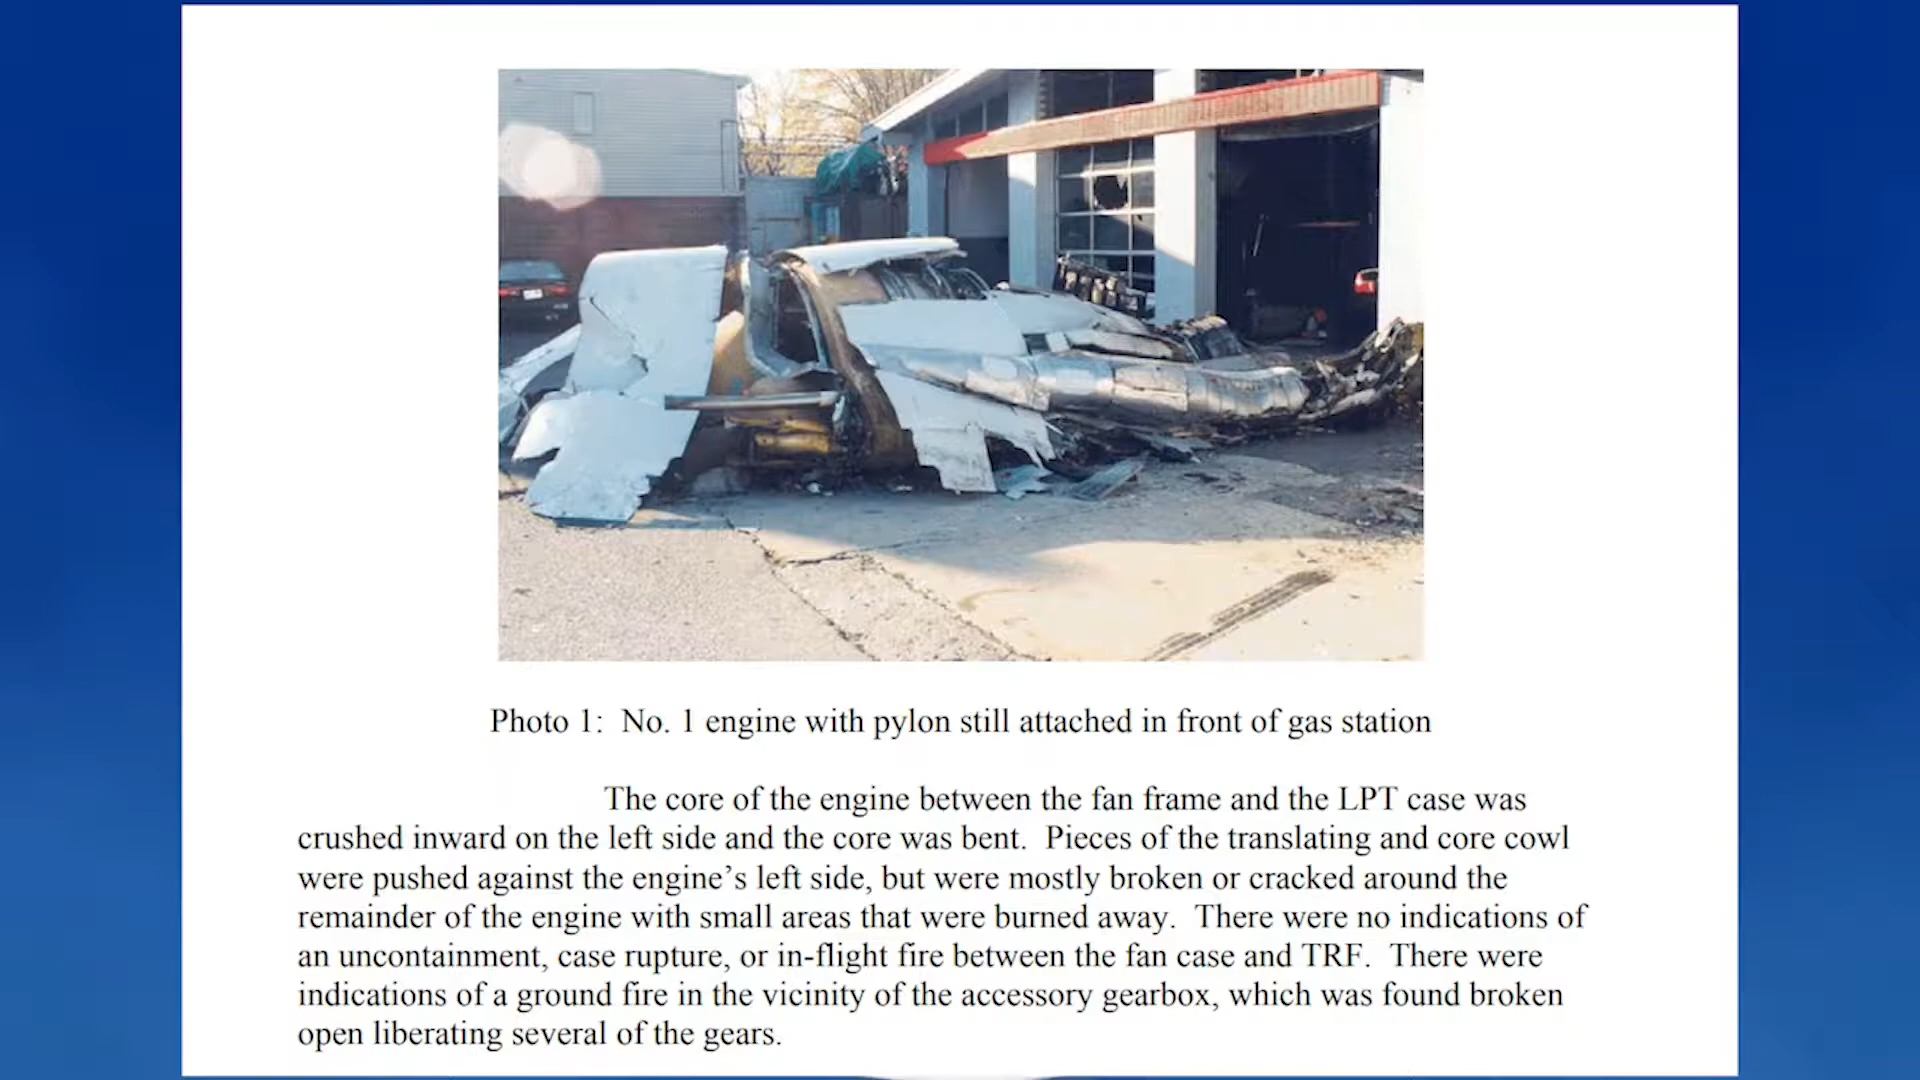 Photo 1:  No. 1 engine with pylon still attached in front of gas station
The core of the engine between the fan frame and the LPT case was
crushed inward on the left side and the core was bent.  Pieces of the translating and core cowl
were pushed against the engine’s left side, but were mostly broken or cracked around the
remainder of the engine with small areas that were burned away.  There were no indications of
an uncontainment, case rupture, or in-flight fire between the fan case and TRF.  There were
indications of a ground fire in the vicinity of the accessory gearbox, which was found broken
open liberating several of the gears.